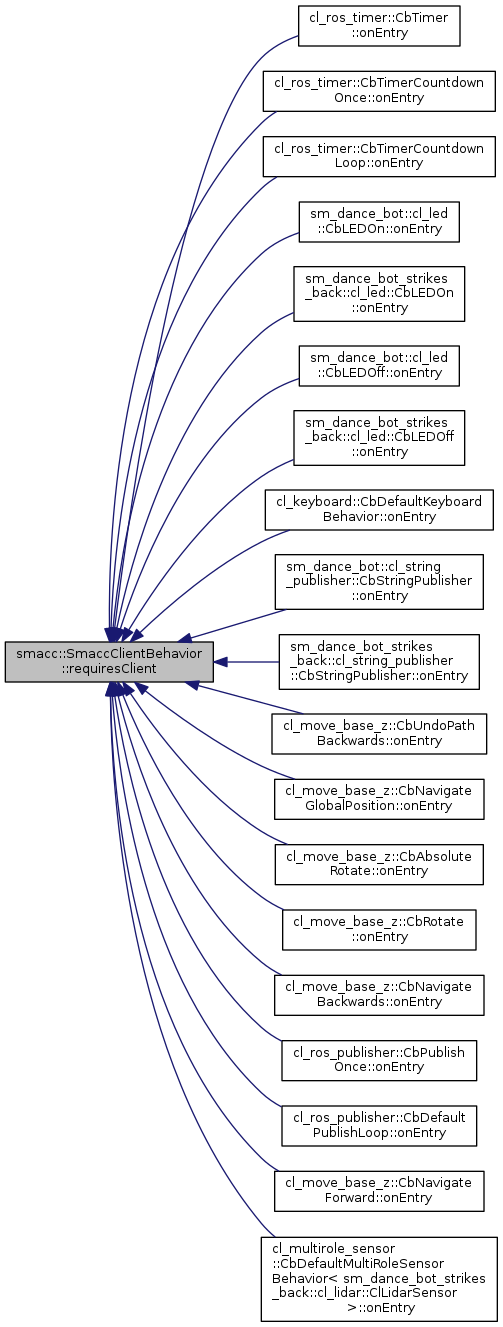 cl_ros_timer::CbTimer
::onEntry
cl_ros_timer::CbTimerCountdown
Once::onEntry
cl_ros_timer::CbTimerCountdown
Loop::onEntry
sm_dance_bot::cl_led
::CbLEDOn::onEntry
sm_dance_bot_strikes
_back::cl_led::CbLEDOn
::onEntry
sm_dance_bot::cl_led
::CbLEDOff::onEntry
sm_dance_bot_strikes
_back::cl_led::CbLEDOff
::onEntry
cl_keyboard::CbDefaultKeyboard
Behavior::onEntry
sm_dance_bot::cl_string
_publisher::CbStringPublisher
::onEntry
smacc::SmaccClientBehavior
::requiresClient
sm_dance_bot_strikes
_back::cl_string_publisher
::CbStringPublisher::onEntry
cl_move_base_z::CbUndoPath
Backwards::onEntry
cl_move_base_z::CbNavigate
GlobalPosition::onEntry
cl_move_base_z::CbAbsolute
Rotate::onEntry
cl_move_base_z::CbRotate
::onEntry
cl_move_base_z::CbNavigate
Backwards::onEntry
cl_ros_publisher::CbPublish
Once::onEntry
cl_ros_publisher::CbDefault
PublishLoop::onEntry
cl_move_base_z::CbNavigate
Forward::onEntry
cl_multirole_sensor
::CbDefaultMultiRoleSensor
Behavior< sm_dance_bot_strikes
_back::cl_lidar::ClLidarSensor
>::onEntry